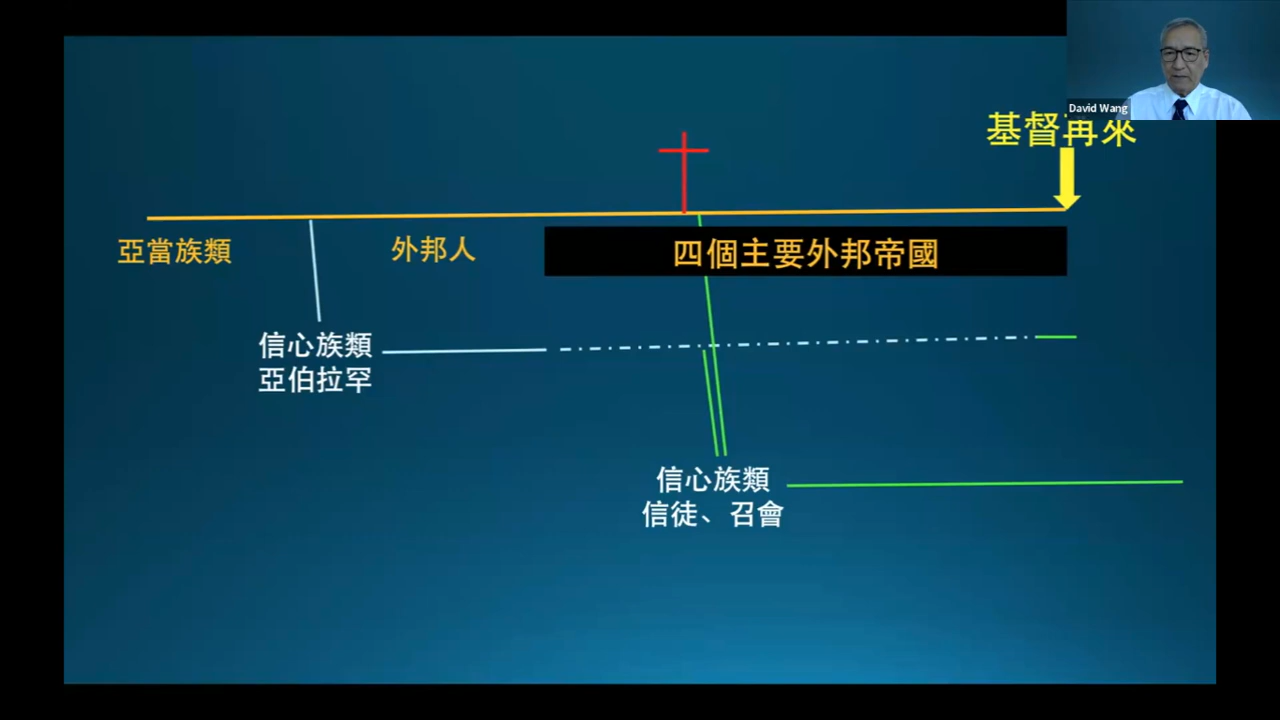 David Wang
基督再來
亞當族類
外邦人
四個主要外邦帝國
信心族類
亞伯拉罕
信心族類
信徒、召會